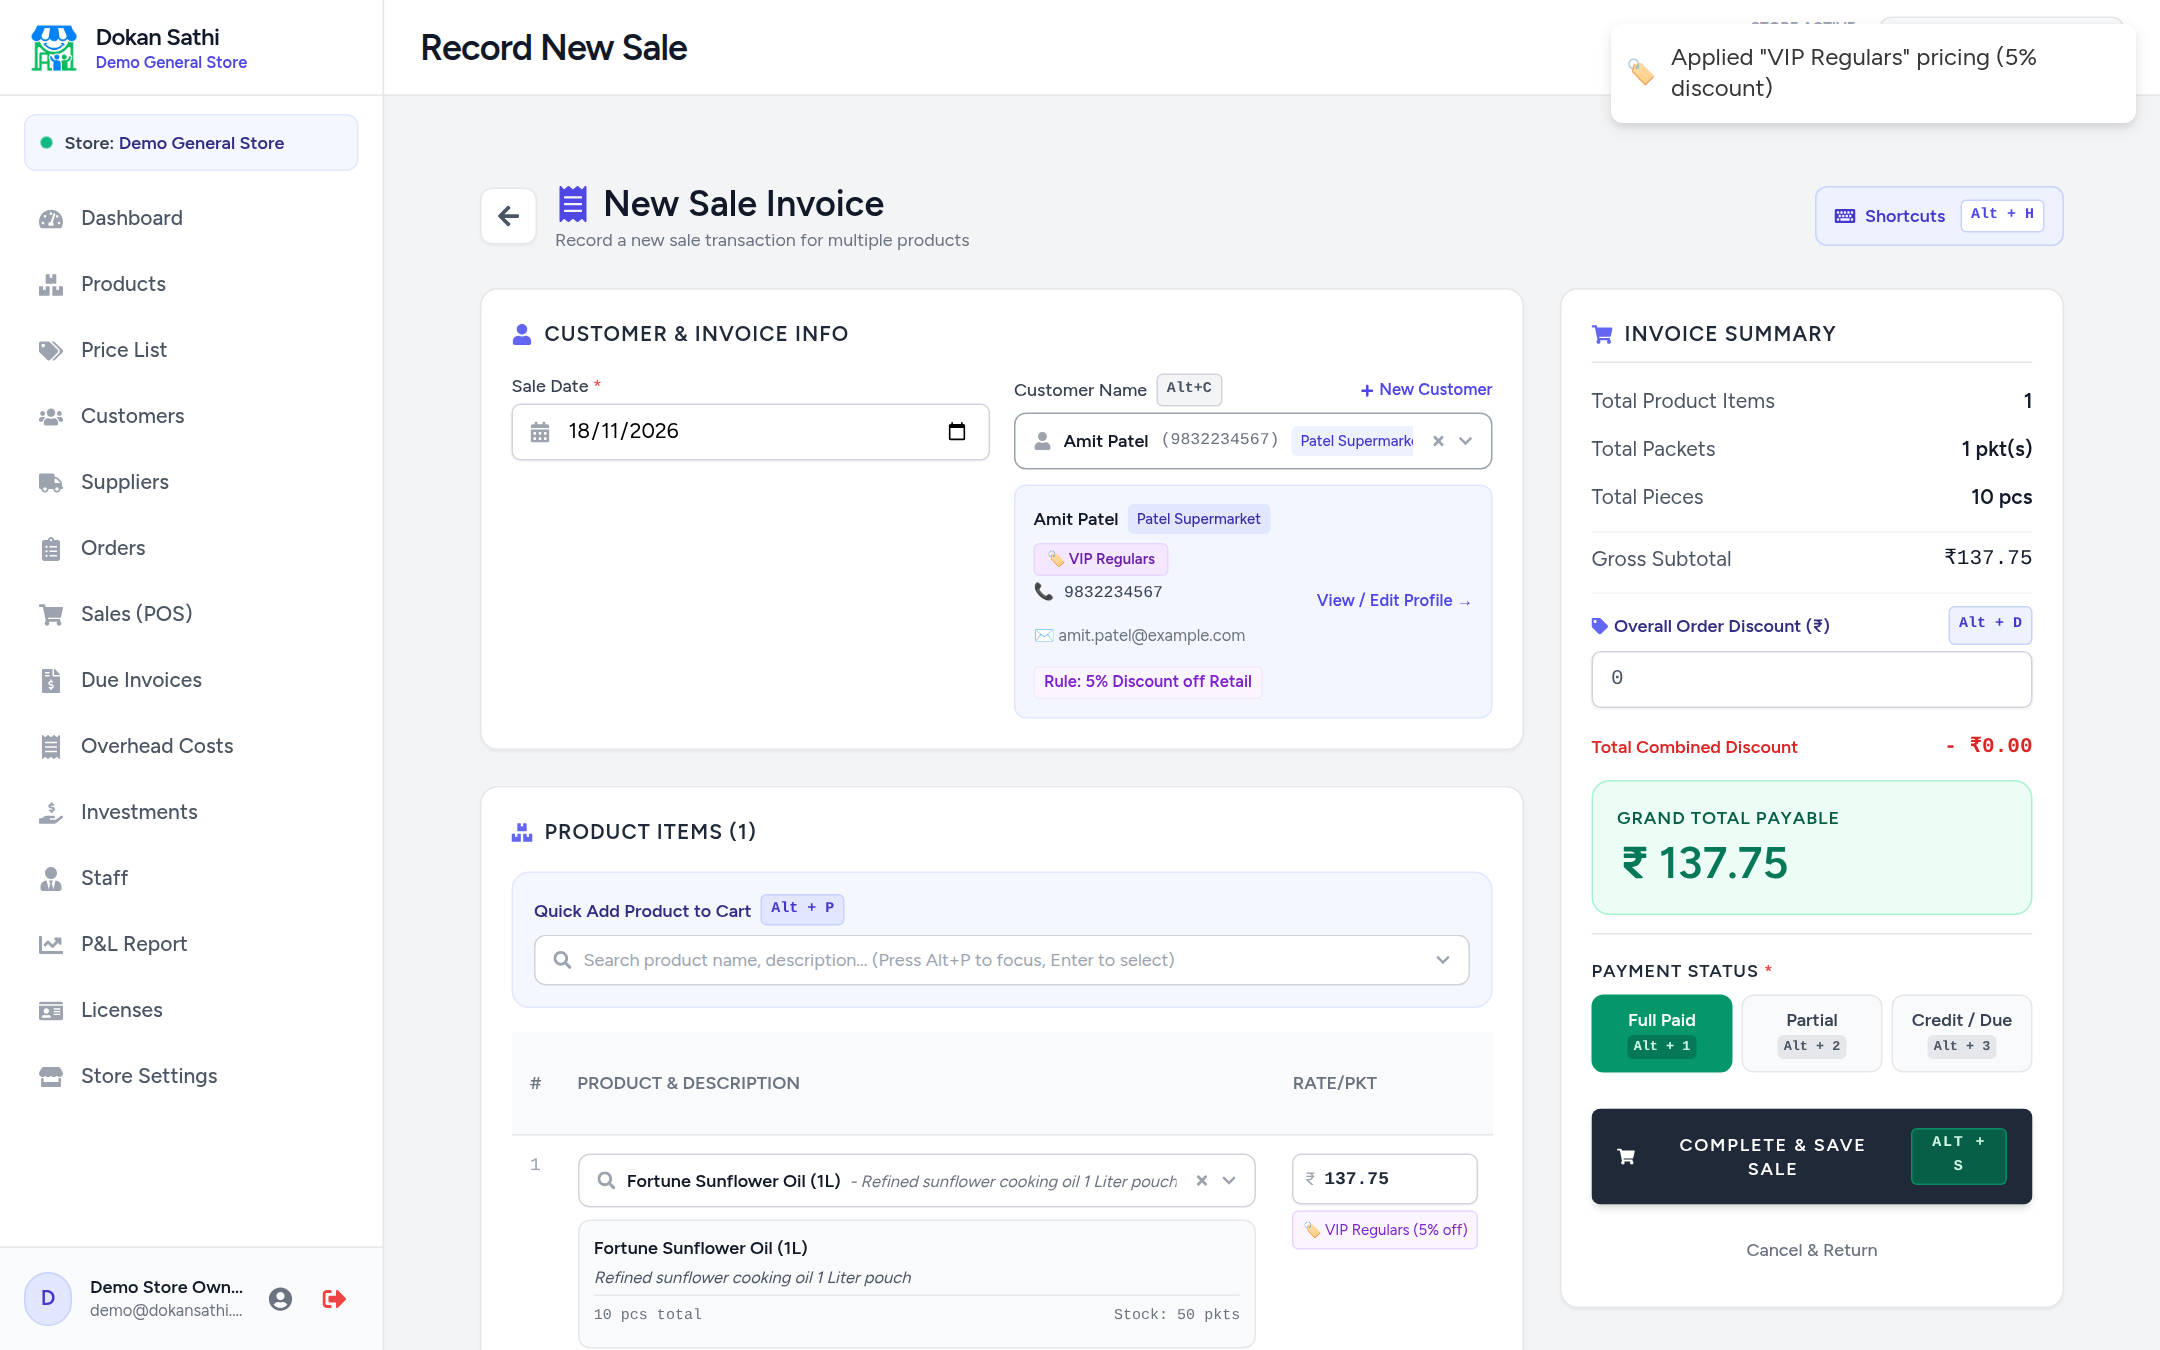 Dokan Sathi
Demo General Store
Store: Demo General Store
Dashboard
Products
Price List
Customers
Suppliers
Orders
Sales (POS)
Due Invoices
Overhead Costs
Investments
Staff
P&L Report
Licenses
Store Settings
D
Demo Store Own...
demo@dokansathi....
Record New Sale
Applied "VIP Regulars" pricing (5%
discount)
New Sale Invoice
Record a new sale transaction for multiple products
Shortcuts Alt + H
CUSTOMER & INVOICE INFO
Sale Date *
18/11/2026
Customer Name Alt+C
+ New Customer
Amit Patel (9832234567) Patel Supermarke
Amit Patel Patel Supermarket
VIP Regulars
9832234567
View / Edit Profile →
amit.patel@example.com
Rule: 5% Discount off Retail
PRODUCT ITEMS (1)
Quick Add Product to Cart Alt + P
Search product name, description... (Press Alt+P to focus, Enter to select)
# PRODUCT & DESCRIPTION RATE/PKT
1 Fortune Sunflower Oil (1L) - Refined sunflower cooking oil 1 Liter pouch ₹ 137.75
VIP Regulars (5% off)
Fortune Sunflower Oil (1L)
Refined sunflower cooking oil 1 Liter pouch
10 pcs total Stock: 50 pkts
INVOICE SUMMARY
Total Product Items 1
Total Packets 1 pkt(s)
Total Pieces 10 pcs
Gross Subtotal ₹137.75
Overall Order Discount (₹) Alt + D
0
Total Combined Discount - ₹0.00
GRAND TOTAL PAYABLE
₹ 137.75
PAYMENT STATUS *
Full Paid
Alt + 1
Partial
Alt + 2
Credit / Due
Alt + 3
COMPLETE & SAVE
SALE
ALT +
S
Cancel & Return